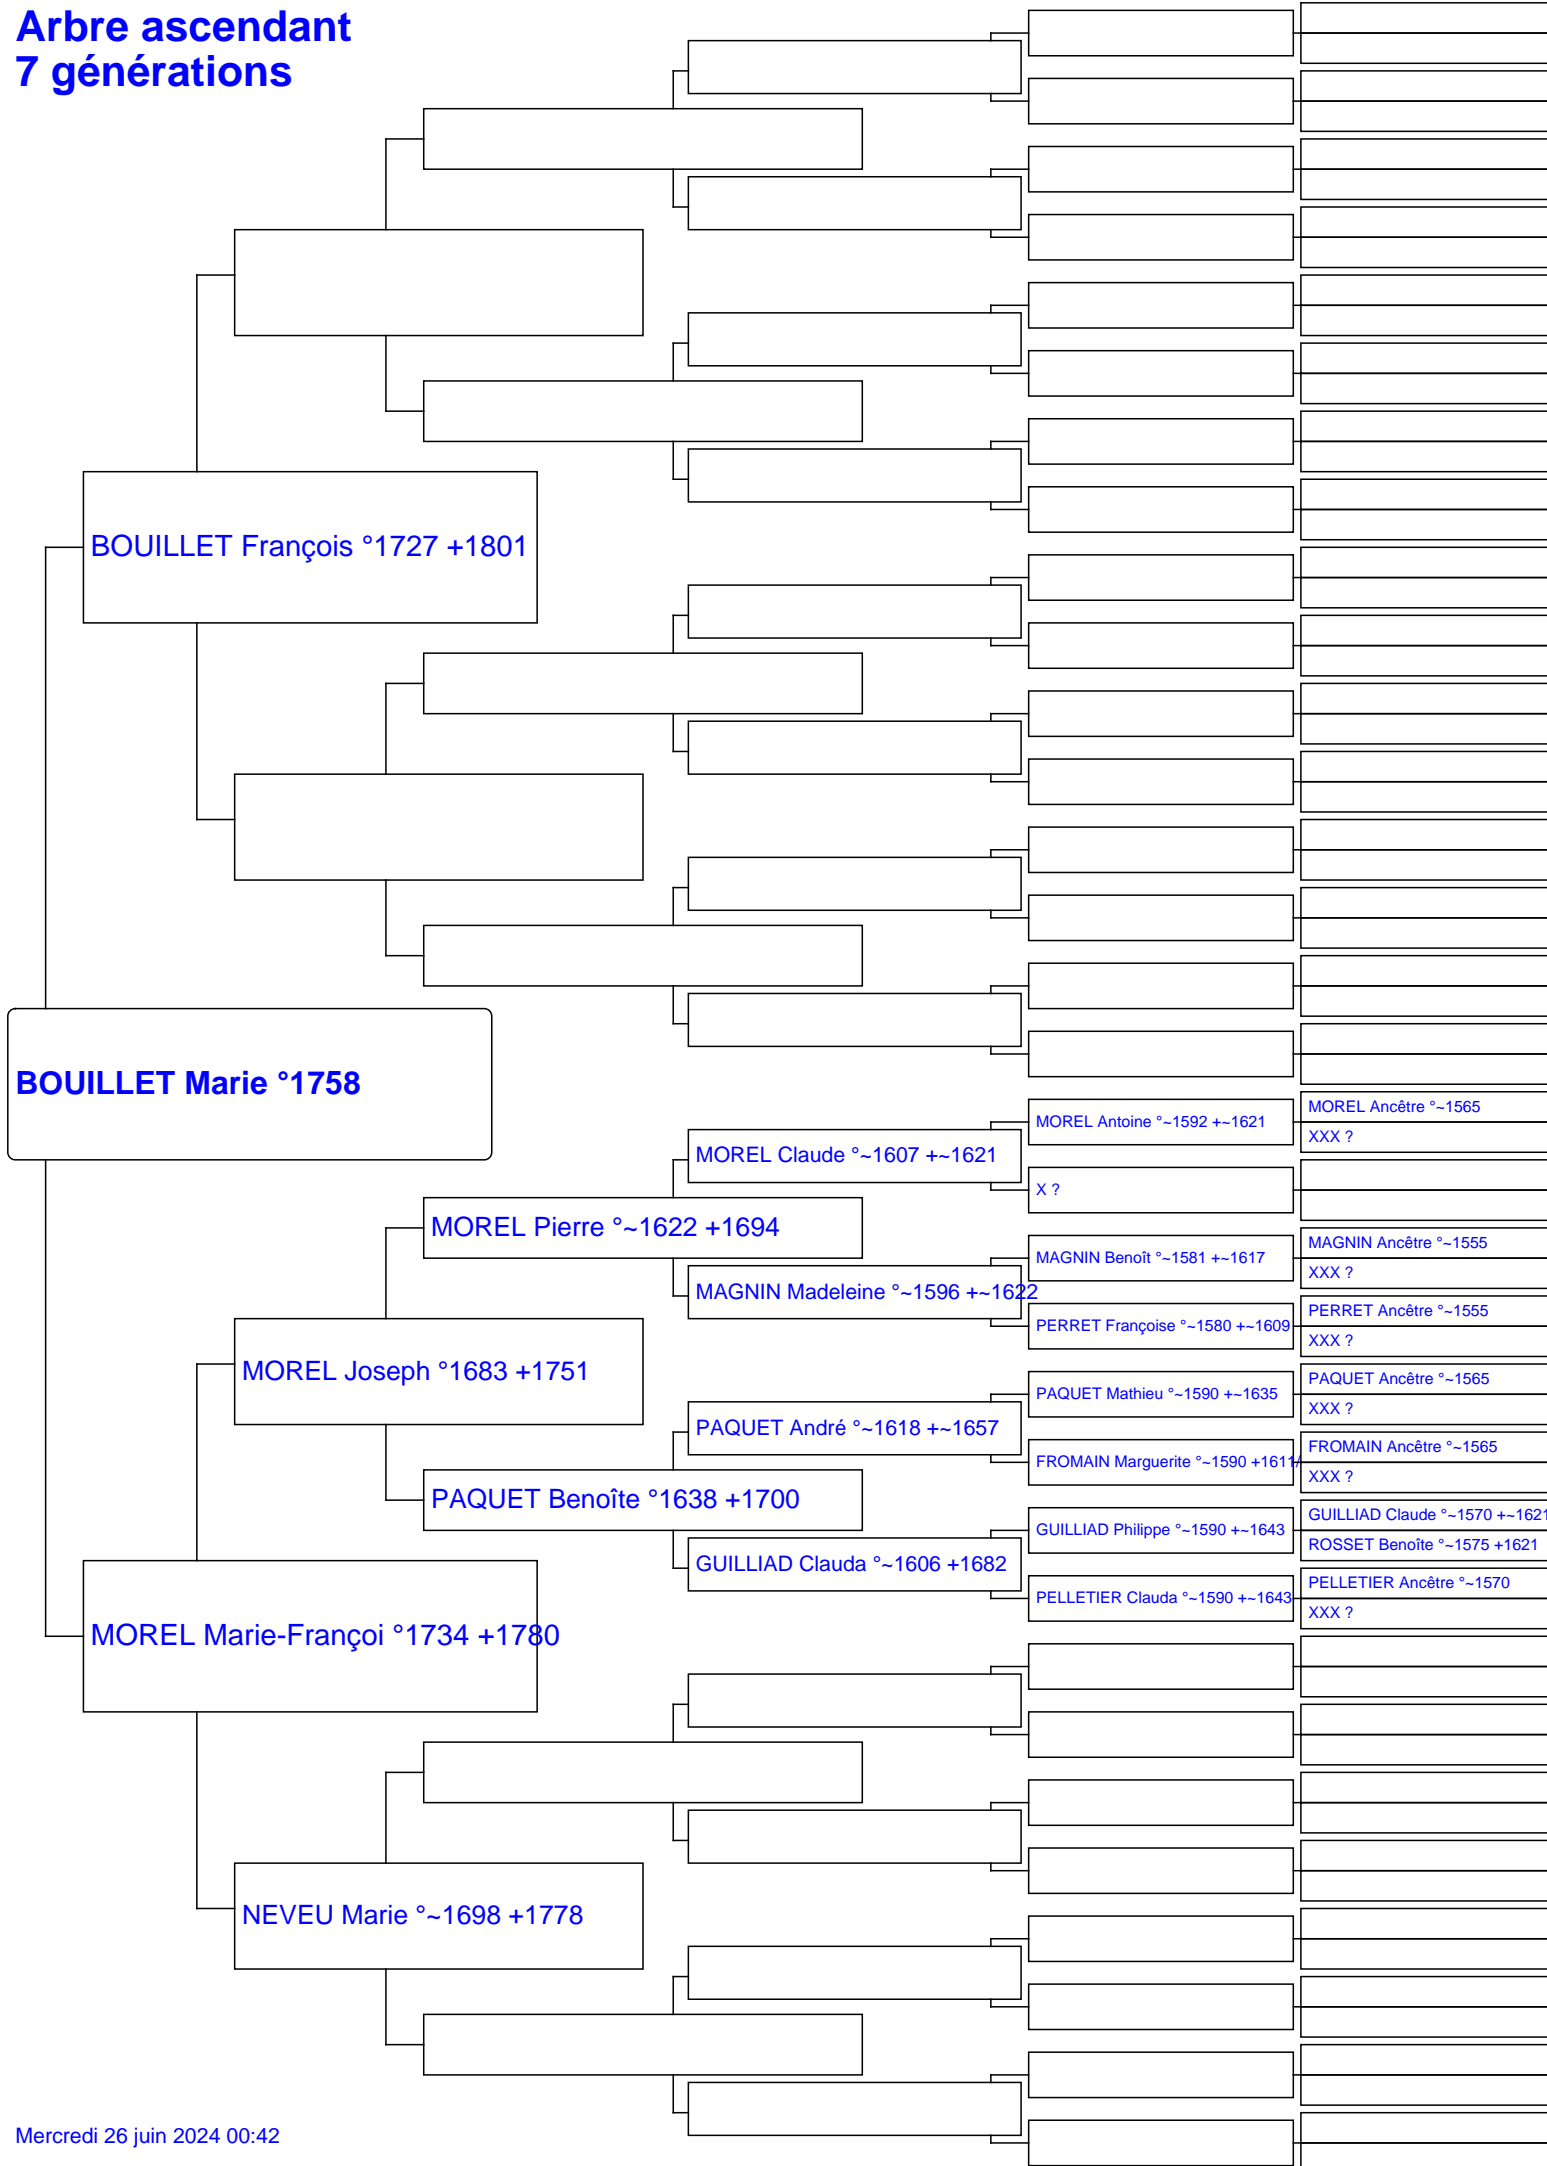 Arbre ascendant
7 générations
BOUILLET François °1727 +1801
BOUILLET Marie °1758
MOREL Antoine °~1592 +~1621
MOREL Ancêtre °~1565
XXX ?
MOREL Claude °~1607 +~1621
X ?
MOREL Pierre °~1622 +1694
MAGNIN Benoît °~1581 +~1617
MAGNIN Ancêtre °~1555
XXX ?
MAGNIN Madeleine °~1596 +~1622
PERRET Françoise °~1580 +~1609
PERRET Ancêtre °~1555
XXX ?
MOREL Joseph °1683 +1751
PAQUET Mathieu °~1590 +~1635
PAQUET Ancêtre °~1565
XXX ?
PAQUET André °~1618 +~1657
FROMAIN Marguerite °~1590 +1611/
FROMAIN Ancêtre °~1565
XXX ?
PAQUET Benoîte °1638 +1700
GUILLIAD Philippe °~1590 +~1643
GUILLIAD Claude °~1570 +~1621
ROSSET Benoîte °~1575 +1621
GUILLIAD Clauda °~1606 +1682
PELLETIER Clauda °~1590 +~1643
PELLETIER Ancêtre °~1570
XXX ?
MOREL Marie-Françoi °1734 +1780
NEVEU Marie °~1698 +1778
Mercredi 26 juin 2024 00:42